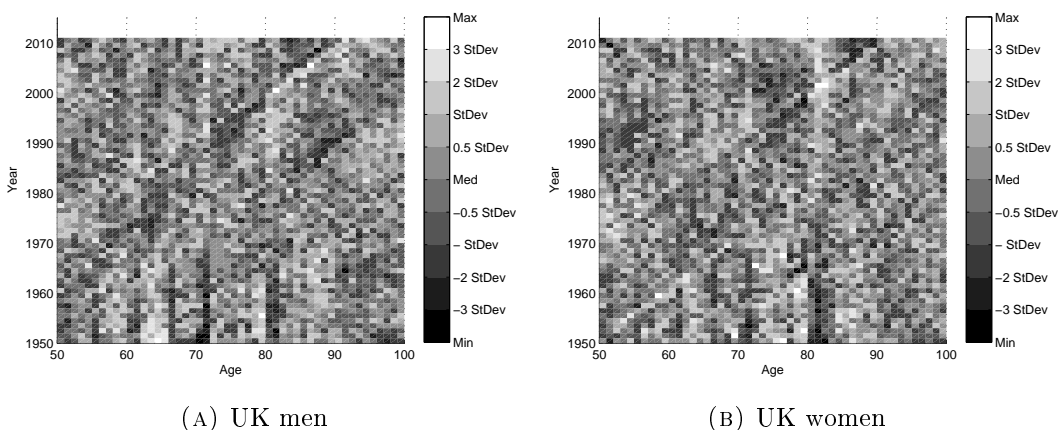 Max
3 StDev
2 StDev
StDev
0.5 StDev
Med
−0.5 StDev
− StDev
−2 StDev
−3 StDev
Min
2010
2000
1990
1980
1970
1960
1950
Year
50 60 70 80 90 100
Age
(A) UK men
Max
3 StDev
2 StDev
StDev
0.5 StDev
Med
−0.5 StDev
− StDev
−2 StDev
−3 StDev
Min
2010
2000
1990
1980
1970
1960
1950
Year
50 60 70 80 90 100
Age
(B) UK women